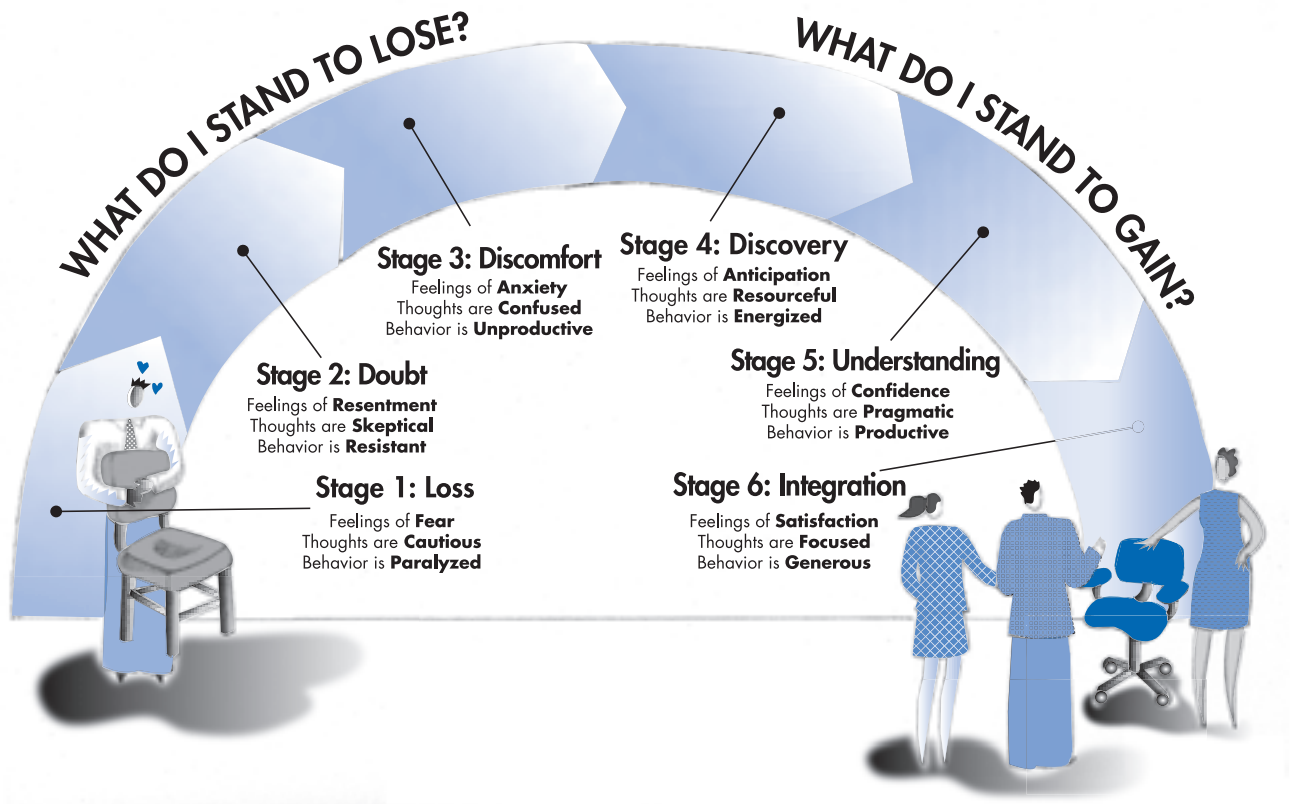 WHAT DO I STAND TO LOSE?
WHAT DO I STAND TO GAIN?
Stage 1: Loss
Feelings of Fear
Thoughts are Cautious
Behavior is Paralyzed
Stage 2: Doubt
Feelings of Resentment
Thoughts are Skeptical
Behavior is Resistant
Stage 3: Discomfort
Feelings of Anxiety
Thoughts are Confused
Behavior is Unproductive
Stage 4: Discovery
Feelings of Anticipation
Thoughts are Resourceful
Behavior is Energized
Stage 5: Understanding
Feelings of Confidence
Thoughts are Pragmatic
Behavior is Productive
Stage 6: Integration
Feelings of Satisfaction
Thoughts are Focused
Behavior is Generous